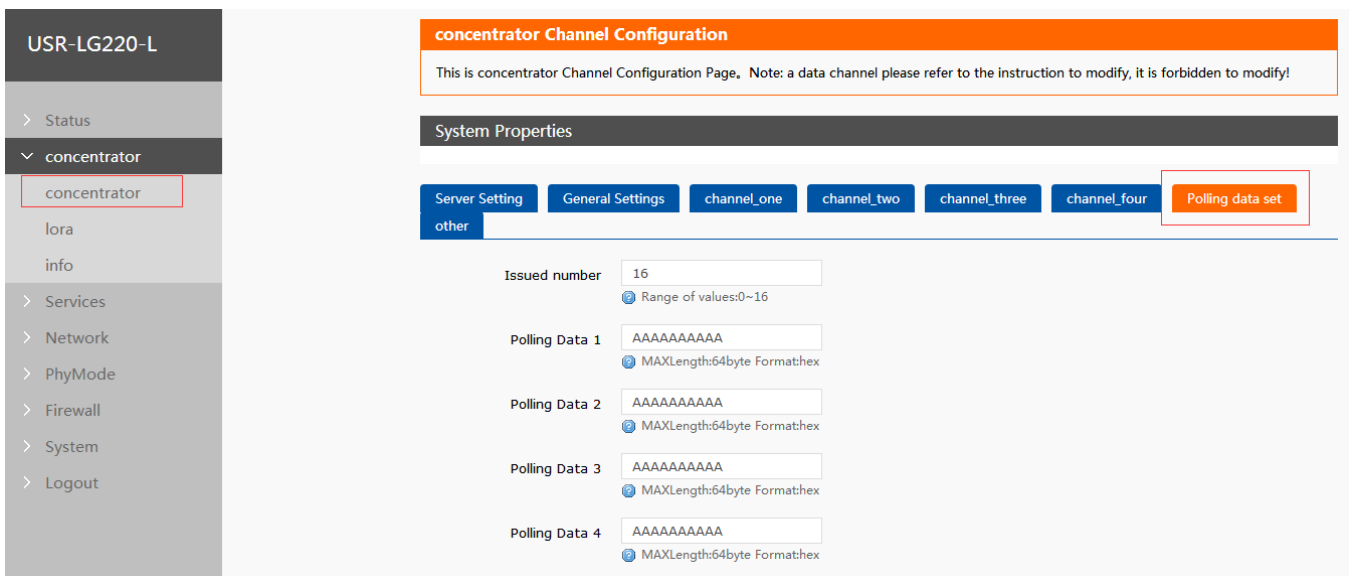 USR-LG220-L
Status
concentrator
concentrator
lora
info
Services
Network
PhyMode
Firewall
System
Logout
concentrator Channel Configuration
This is concentrator Channel Configuration Page。Note: a data channel please refer to the instruction to modify, it is forbidden to modify!
System Properties
Server Setting General Settings channel_one channel_two channel_three channel_four Polling data set
other
Issued number 16
Range of values:0~16
Polling Data 1 AAAAAAAAAA
MAXLength:64byte Format:hex
Polling Data 2 AAAAAAAAAA
MAXLength:64byte Format:hex
Polling Data 3 AAAAAAAAAA
MAXLength:64byte Format:hex
Polling Data 4 AAAAAAAAAA
MAXLength:64byte Format:hex